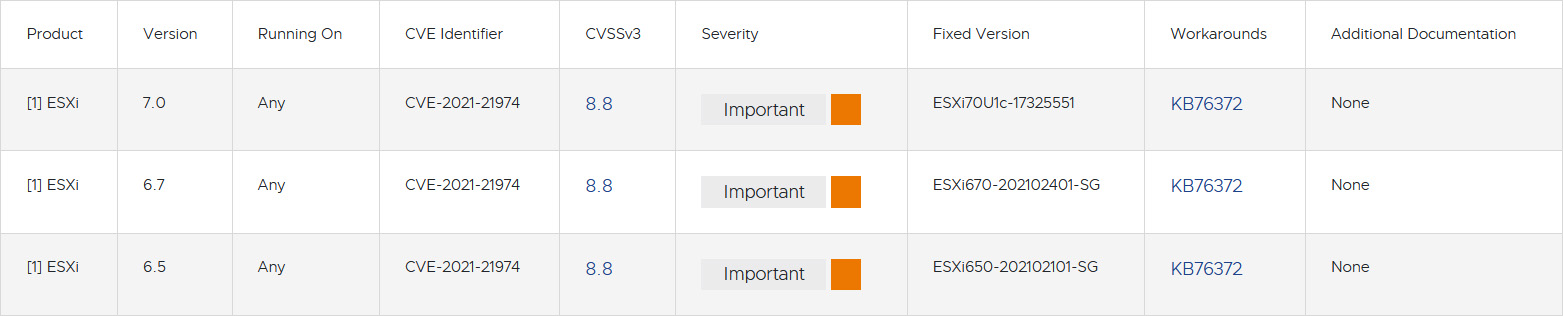 Product Version Running On CVE Identifier CVSSv3 Severity Fixed Version Workarounds Additional Documentation
[1] ESXi 7.0 Any CVE-2021-21974 8.8 Important ESXi70U1c-17325551 KB76372 None
[1] ESXi 6.7 Any CVE-2021-21974 8.8 Important ESXi670-202102401-SG KB76372 None
[1] ESXi 6.5 Any CVE-2021-21974 8.8 Important ESXi650-202102101-SG KB76372 None